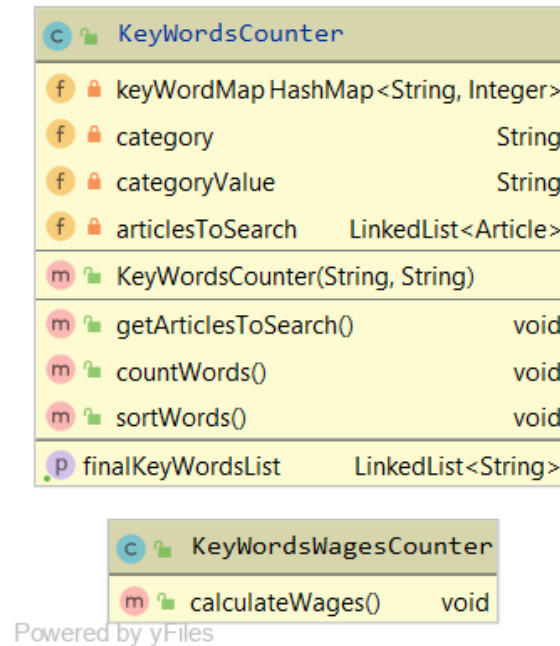 c KeyWordsCounter
f keyWordMap HashMap<String, Integer>
f category String
f categoryValue String
f articlesToSearch LinkedList<Article>
m KeyWordsCounter(String, String)
m getArticlesToSearch() void
m countWords() void
m sortWords() void
p finalKeyWordsList LinkedList<String>
c KeyWordsWagesCounter
m calculateWages() void
Powered by yFiles